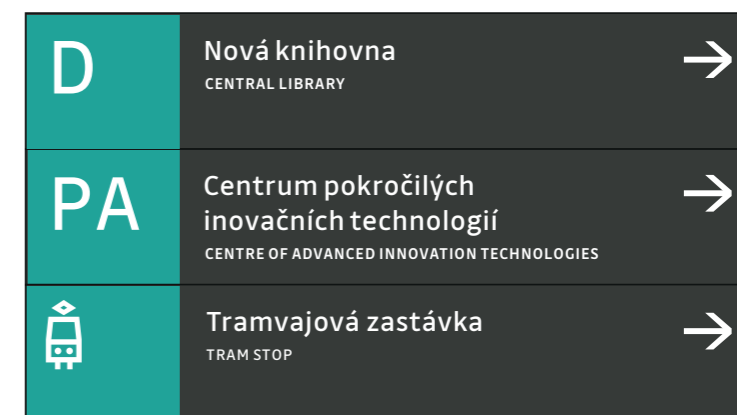 D
Nová knihovna
CENTRAL LIBRARY
PA
Centrum pokročilých
inovačních technologií
CENTRE OF ADVANCED INNOVATION TECHNOLOGIES
Tramvajová zastávka
TRAM STOP